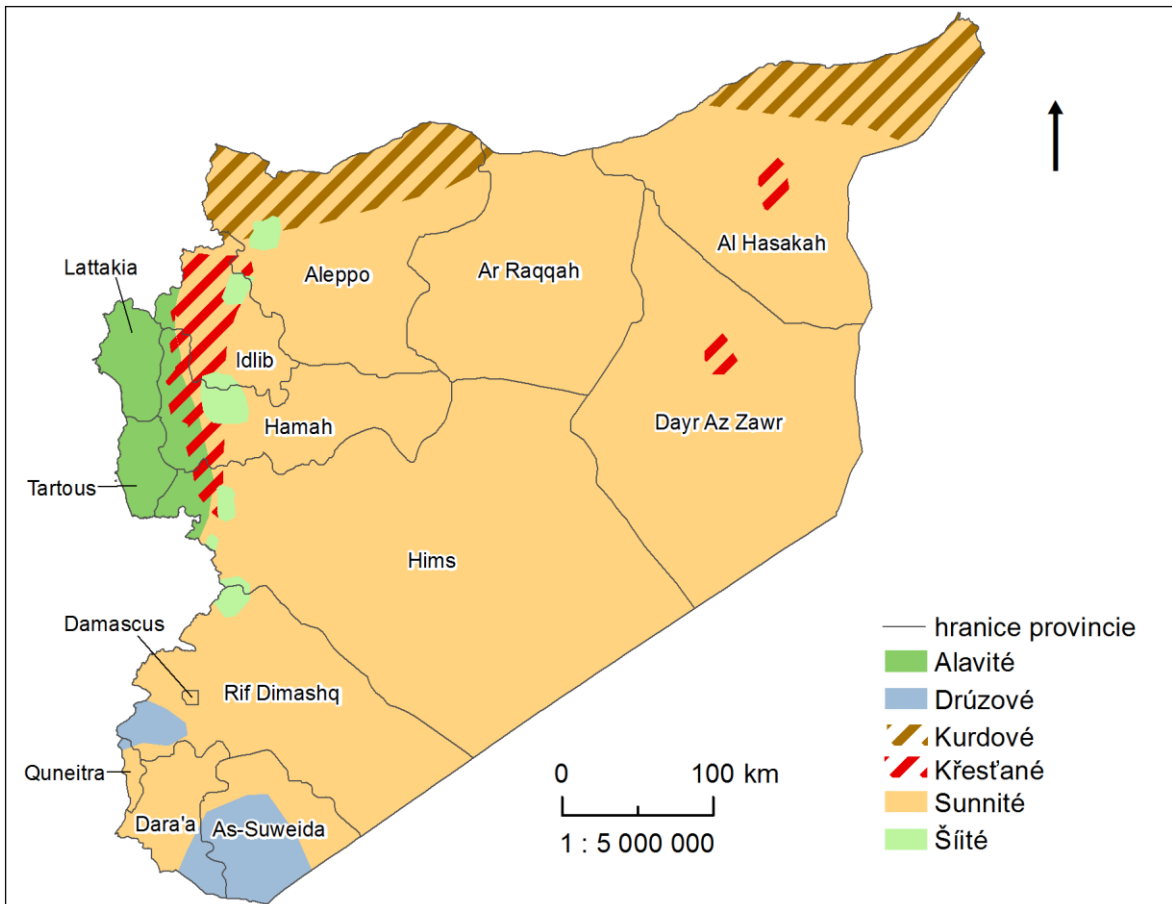 Al Hasakah
Lattakia
Aleppo
Ar Raqqah
Idlib
Hamah
Dayr Az Zawr
Tartous
Hims
Damascus
Rif Dimashq
Quneitra
Dara'a
As-Suweida
0 100 km
1 : 5 000 000
hranice provincie
Alavité
Drúzové
Kurdové
Křesťané
Sunnité
Šíité